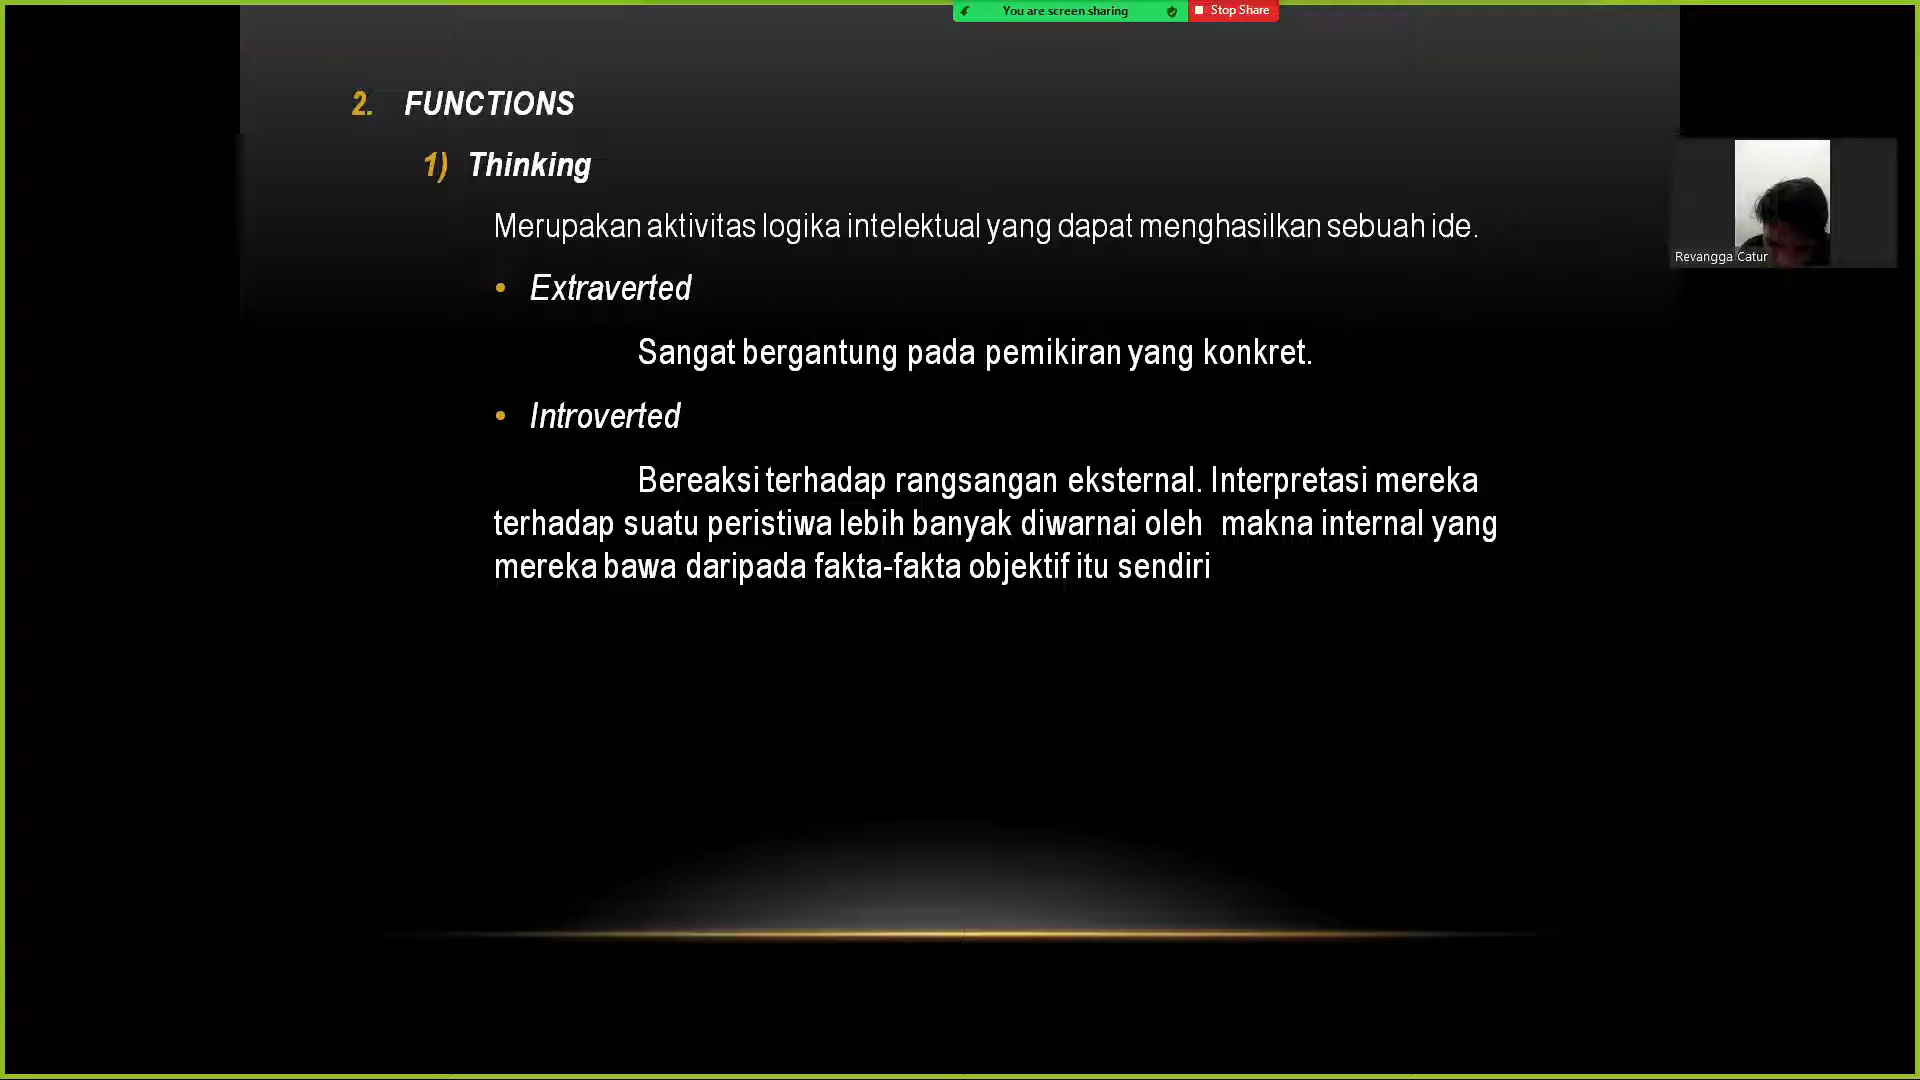 You are screen sharing
Stop Share
2. FUNCTIONS
1) Thinking
Merupakan aktivitas logika intelektual yang dapat menghasilkan sebuah ide.
Revangga Catur
• Extraverted
Sangat bergantung pada pemikiran yang konkret.
• Introverted
Bereaksi terhadap rangsangan eksternal. Interpretasi mereka
terhadap suatu peristiwa lebih banyak diwarnai oleh makna internal yang
mereka bawa daripada fakta-fakta objektif itu sendiri